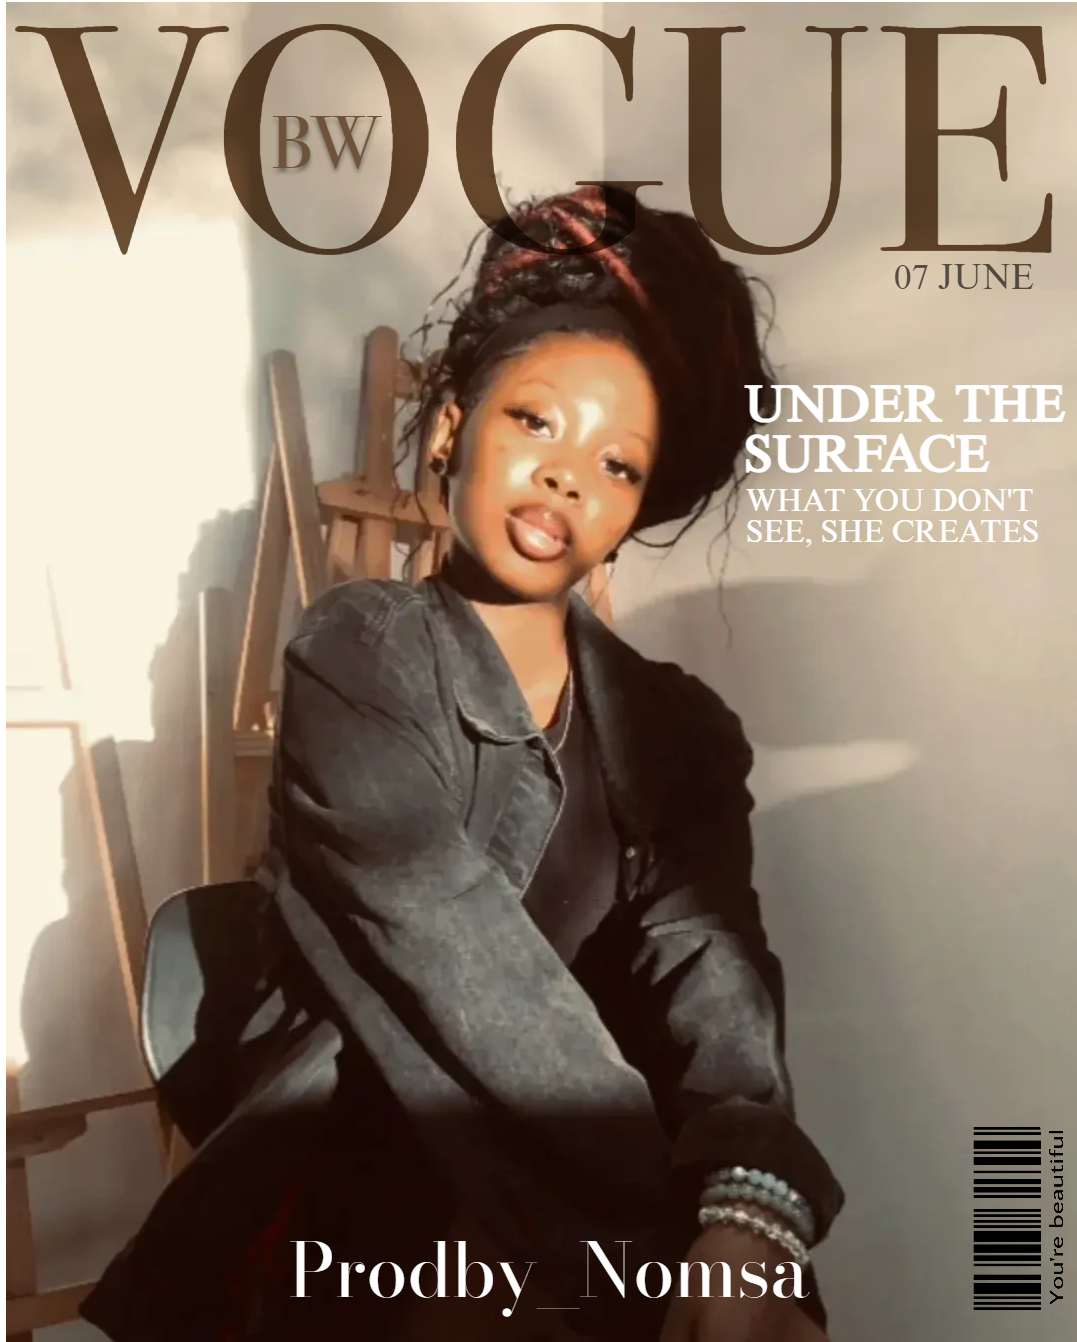 VOGUE
BW
07 JUNE
UNDER THE
SURFACE
WHAT YOU DON'T
SEE, SHE CREATES
You're beautiful
Prodby_Nomsa